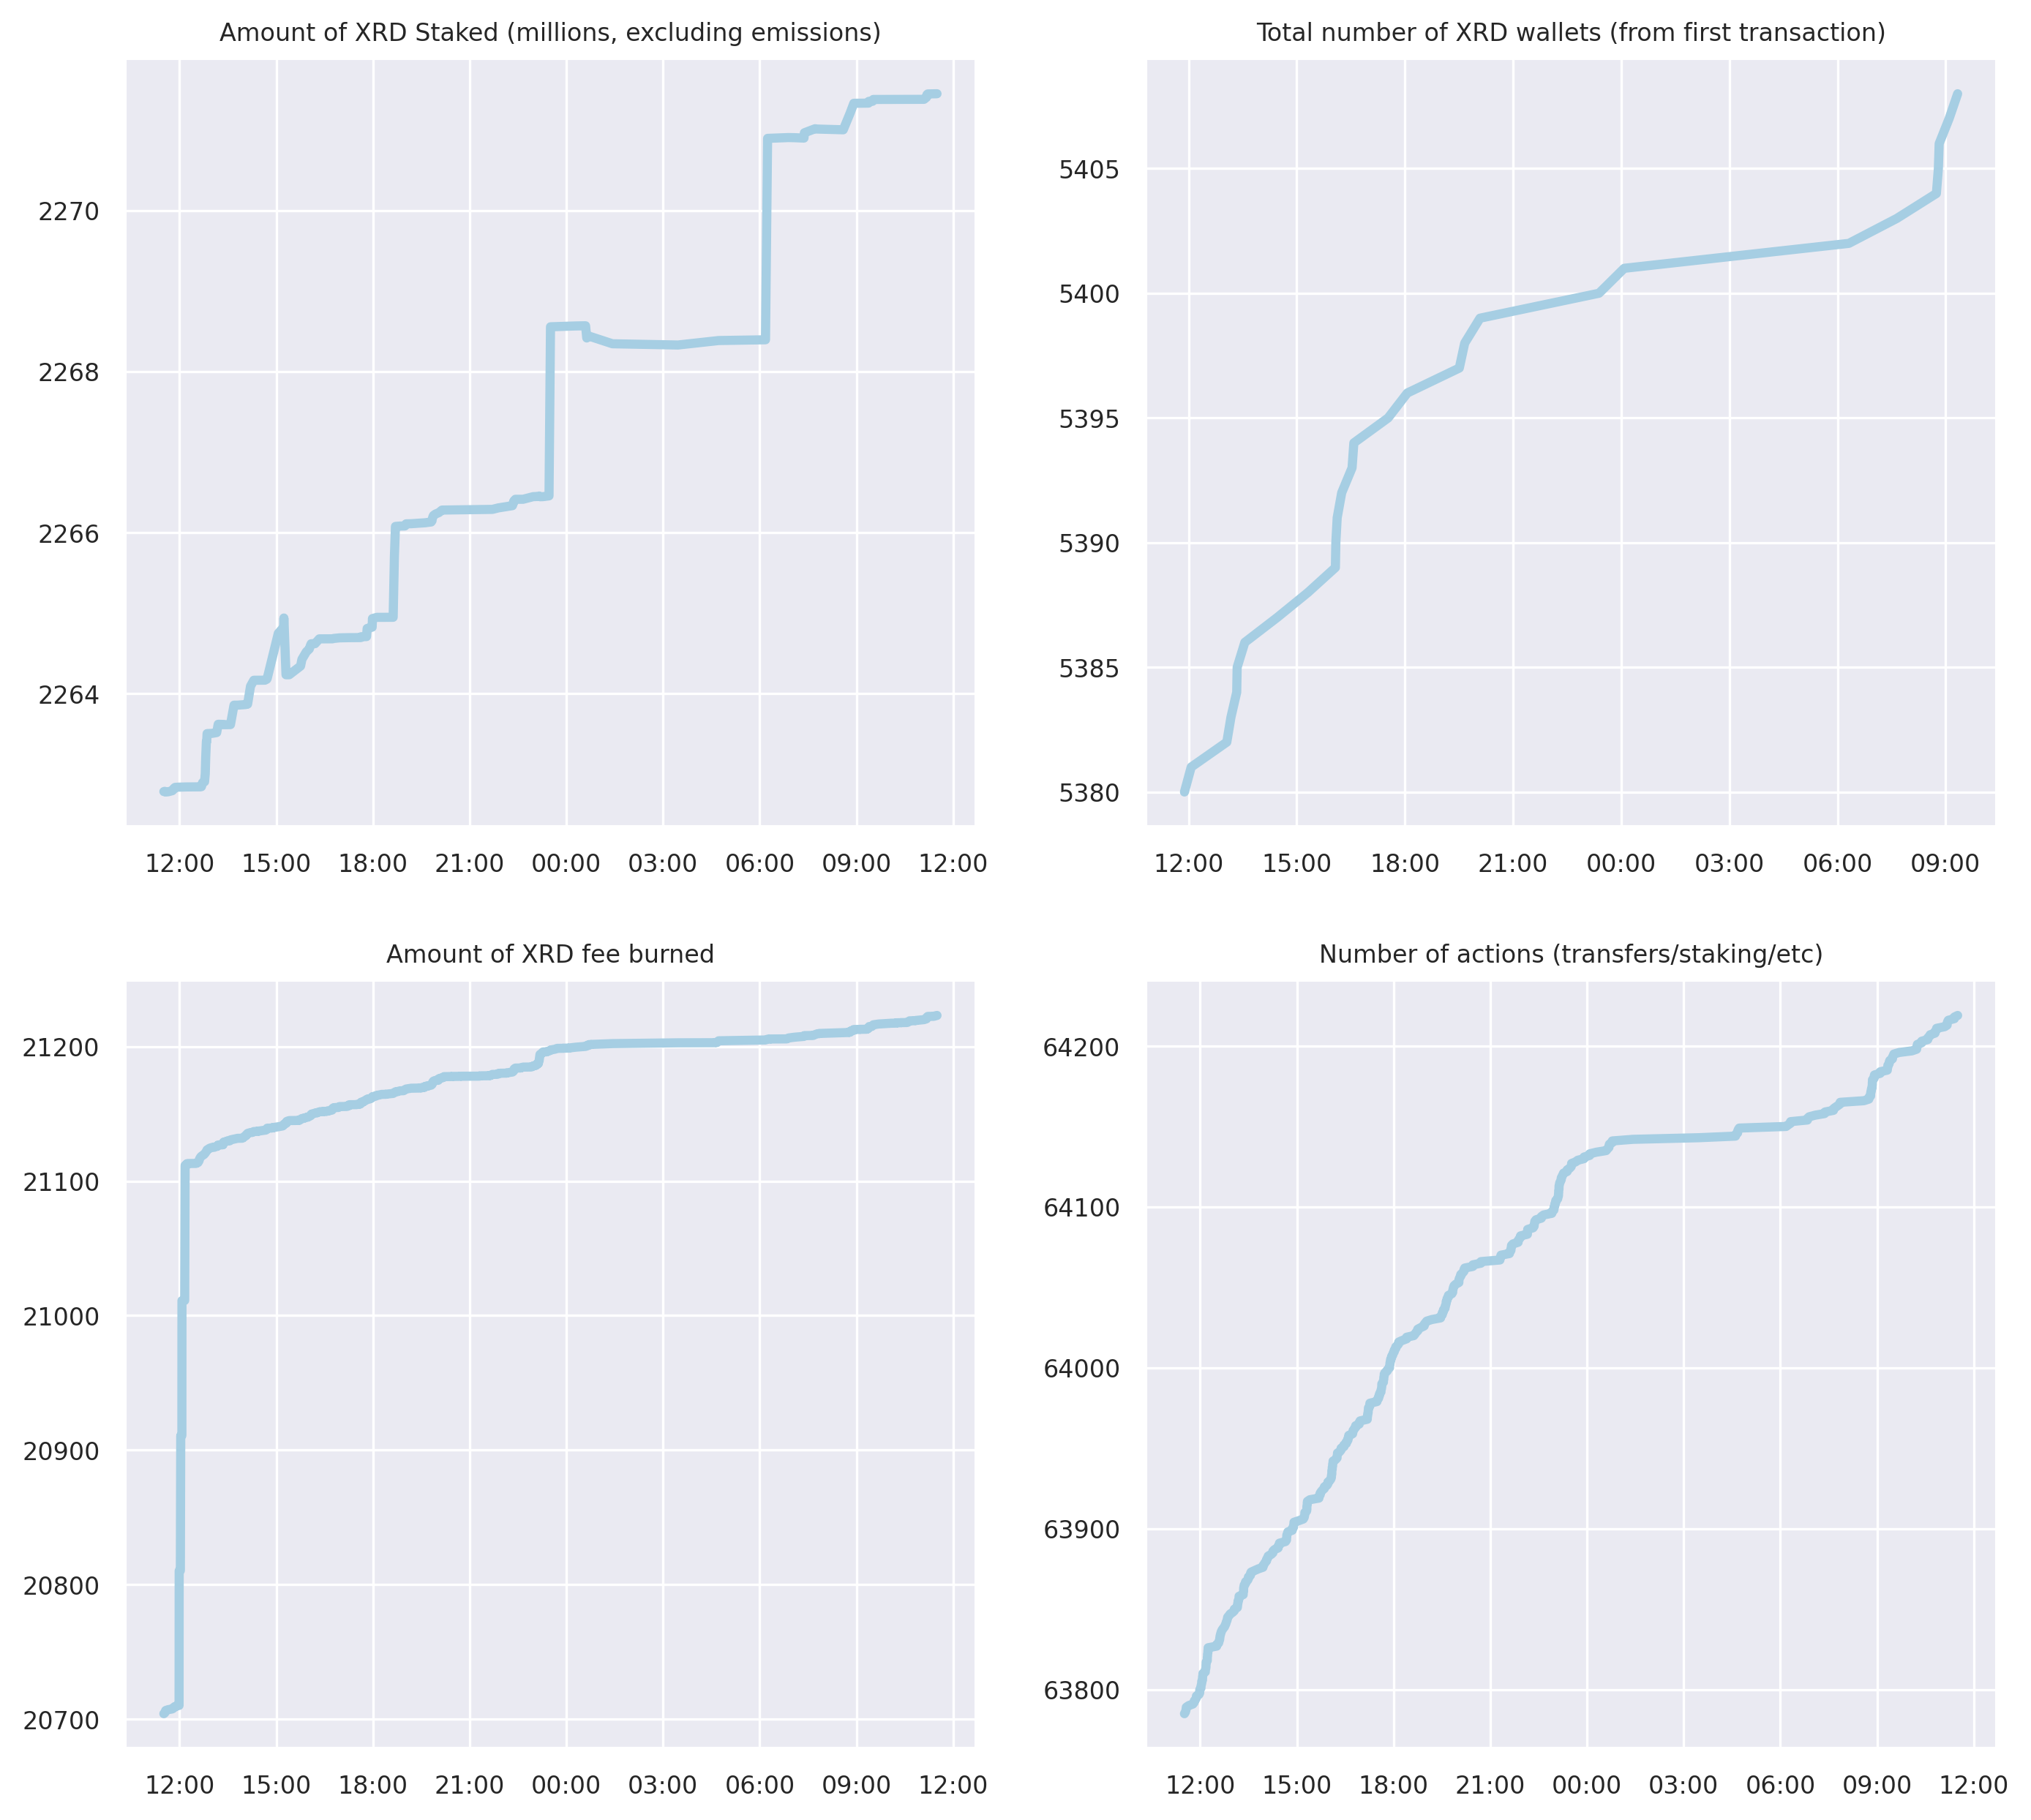 Amount of XRD Staked (millions, excluding emissions)
2270
2268
2266
2264
12:00 15:00 18:00 21:00 00:00 03:00 06:00 09:00 12:00
Total number of XRD wallets (from first transaction)
5405
5400
5395
5390
5385
5380
12:00 15:00 18:00 21:00 00:00 03:00 06:00 09:00
Amount of XRD fee burned
21200
21100
21000
20900
20800
20700
12:00 15:00 18:00 21:00 00:00 03:00 06:00 09:00 12:00
Number of actions (transfers/staking/etc)
64200
64100
64000
63900
63800
12:00 15:00 18:00 21:00 00:00 03:00 06:00 09:00 12:00